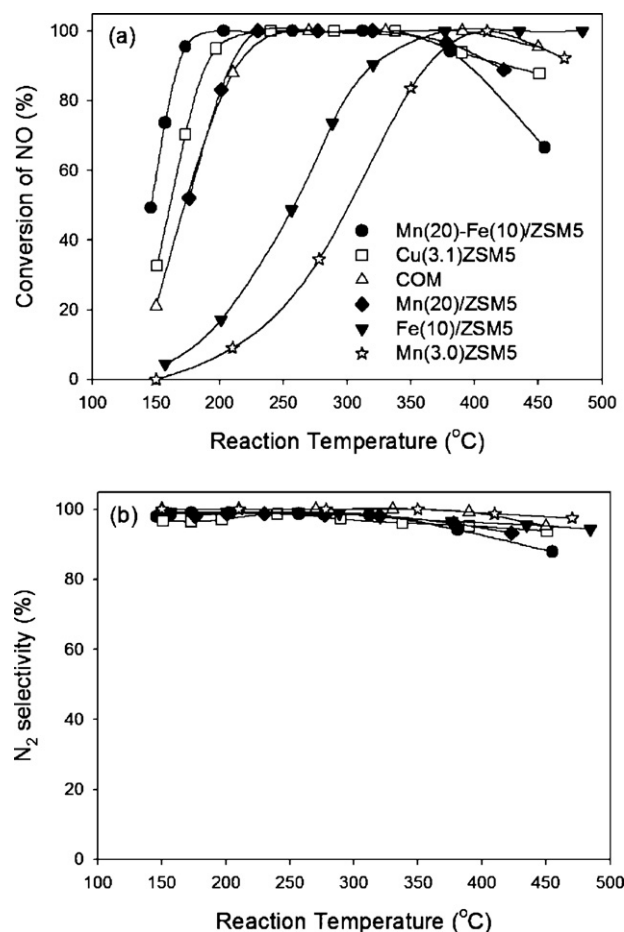 (a)
Conversion of NO (%)
100
80
60
40
20
0
Mn(20)-Fe(10)/ZSM5
Cu(3.1)ZSM5
COM
Mn(20)/ZSM5
Fe(10)/ZSM5
Mn(3.0)ZSM5
100 150 200 250 300 350 400 450 500
Reaction Temperature (°C)
(b)
N₂ selectivity (%)
100
80
60
40
20
0
100 150 200 250 300 350 400 450 500
Reaction Temperature (°C)